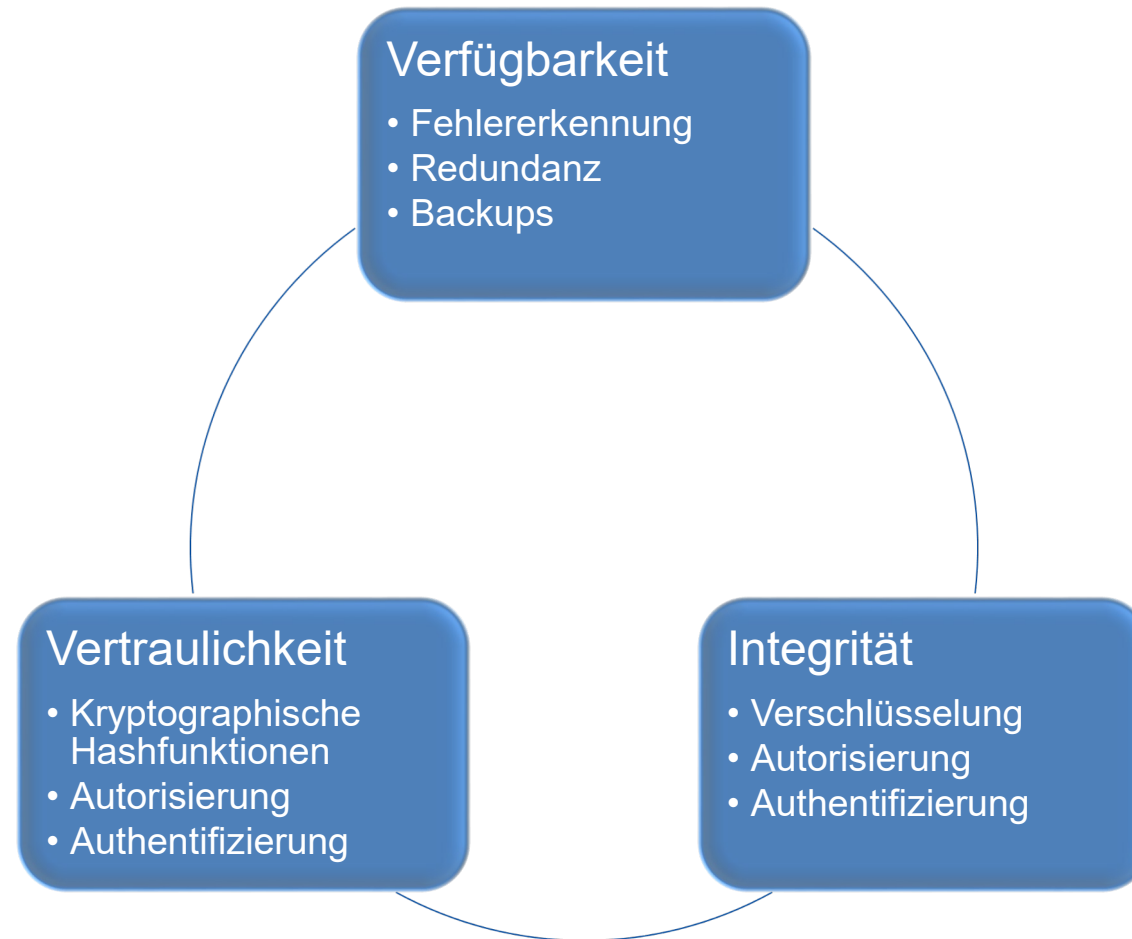 Verfügbarkeit
• Fehlererkennung
• Redundanz
• Backups
Vertraulichkeit
• Kryptographische
Hashfunktionen
• Autorisierung
• Authentifizierung
Integrität
• Verschlüsselung
• Autorisierung
• Authentifizierung